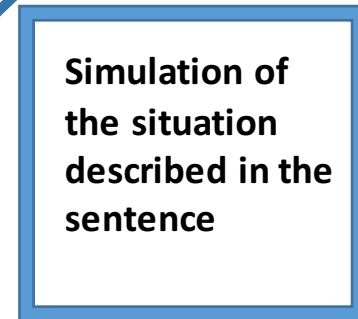 Simulation of
the situation
described in the
sentence